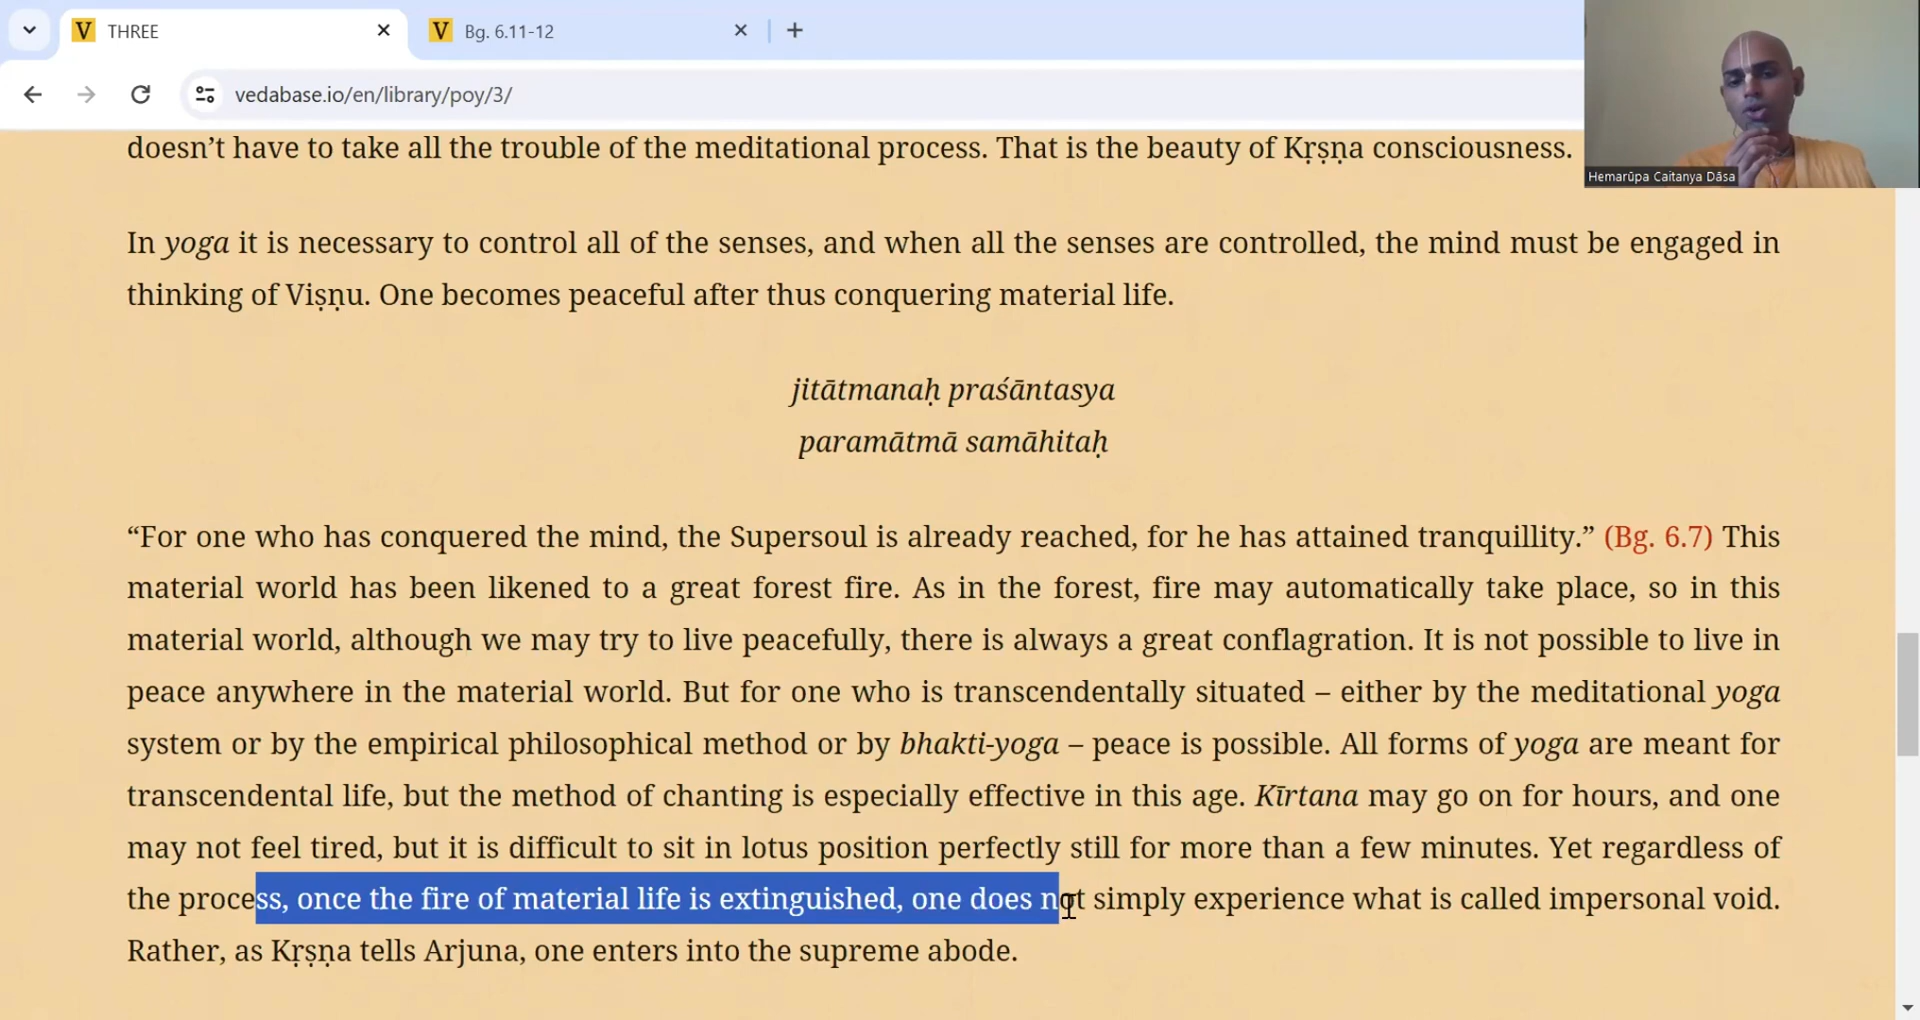 THREE
Bg. 6.11-12
vedabase.io/en/library/poy/3/
Hemarūpa Caitanya Dāsa
doesn’t have to take all the trouble of the meditational process. That is the beauty of Kṛṣṇa consciousness.
In yoga it is necessary to control all of the senses, and when all the senses are controlled, the mind must be engaged in
thinking of Viṣṇu. One becomes peaceful after thus conquering material life.
jitātmanaḥ praśāntasya
paramātmā samāhitaḥ
“For one who has conquered the mind, the Supersoul is already reached, for he has attained tranquillity.” (Bg. 6.7) This
material world has been likened to a great forest fire. As in the forest, fire may automatically take place, so in this
material world, although we may try to live peacefully, there is always a great conflagration. It is not possible to live in
peace anywhere in the material world. But for one who is transcendentally situated – either by the meditational yoga
system or by the empirical philosophical method or by bhakti-yoga – peace is possible. All forms of yoga are meant for
transcendental life, but the method of chanting is especially effective in this age. Kīrtana may go on for hours, and one
may not feel tired, but it is difficult to sit in lotus position perfectly still for more than a few minutes. Yet regardless of
the process, once the fire of material life is extinguished, one does not simply experience what is called impersonal void.
Rather, as Kṛṣṇa tells Arjuna, one enters into the supreme abode.